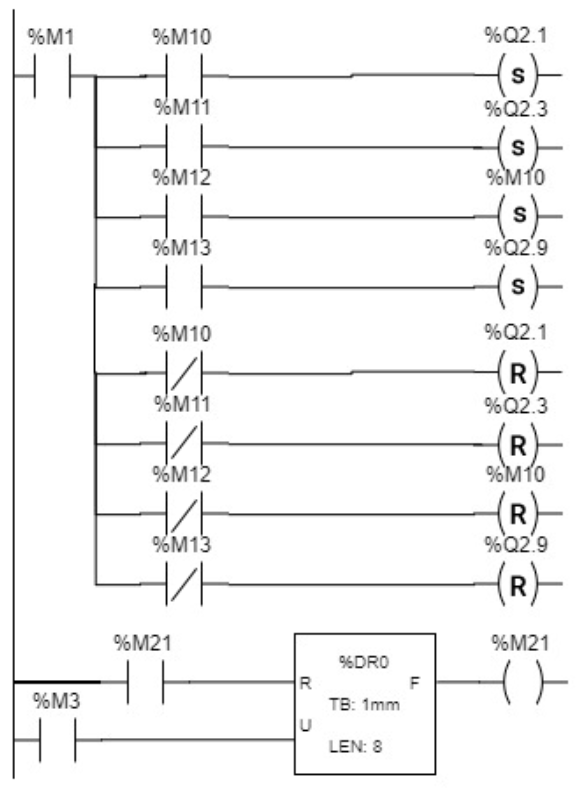 %M1 %M10 %Q2.1
S
%M11 %Q2.3
S
%M12 %M10
S
%M13 %Q2.9
S
%M10 %Q2.1
R
%M11 %Q2.3
R
%M12 %M10
R
%M13 %Q2.9
R
%M21 %M21
%DR0
R F
TB: 1mm
%M3
U
LEN: 8